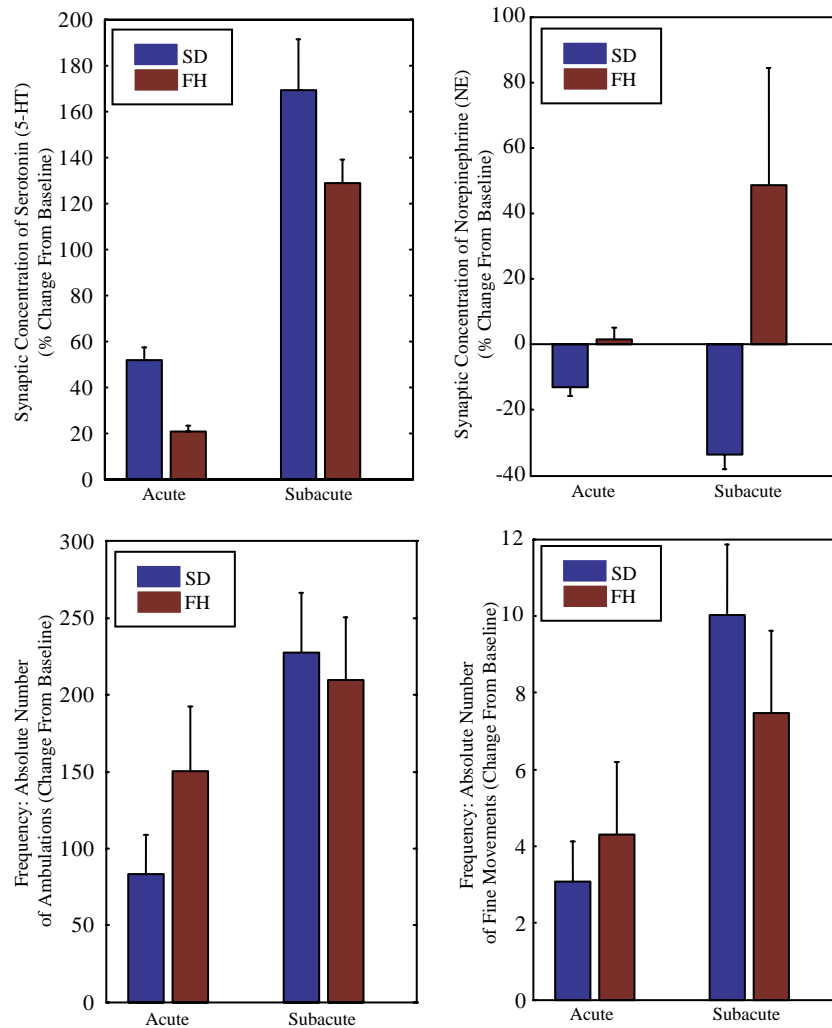 Synaptic Concentration of Serotonin (5-HT)
(% Change From Baseline)
200
180
160
140
120
100
80
60
40
20
0
SD
FH
Acute
Subacute
Synaptic Concentration of Norepinephrine (NE)
(% Change From Baseline)
100
80
60
40
20
0
-20
-40
SD
FH
Acute
Subacute
Frequency: Absolute Number
of Ambulations (Change From Baseline)
300
250
200
150
100
50
0
SD
FH
Acute
Subacute
Frequency: Absolute Number
of Fine Movements (Change From Baseline)
12
10
8
6
4
2
0
SD
FH
Acute
Subacute